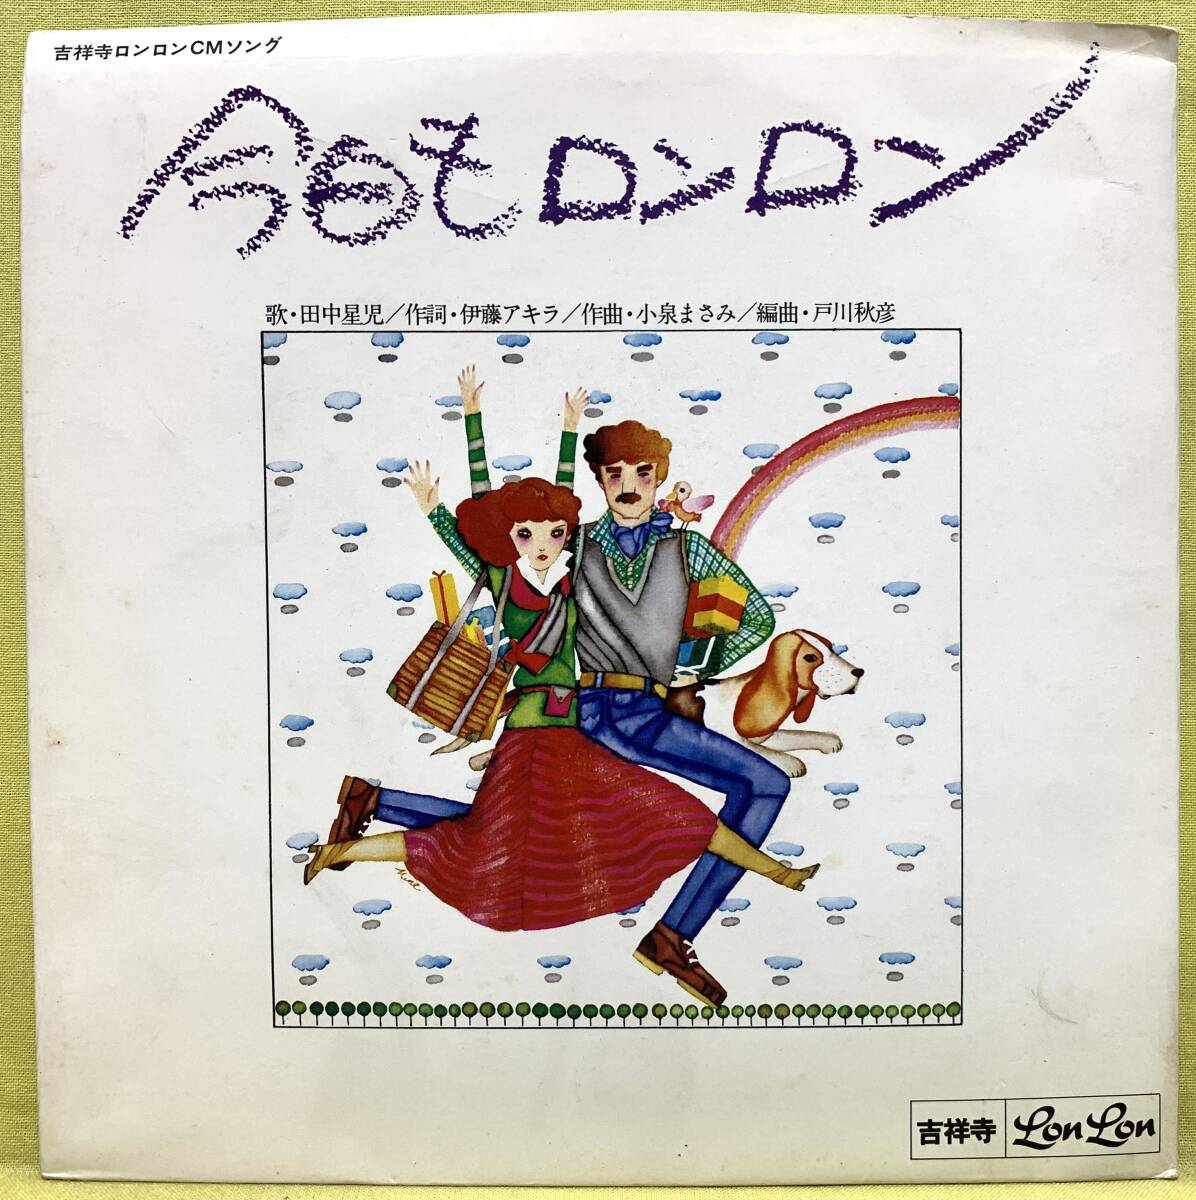 吉祥寺ロンロンCMソング
今日もロンロン
歌・田中星児／作詞・伊藤アキラ／作曲・小泉まさみ／編曲・戸川秋彦
吉祥寺 Lon Lon